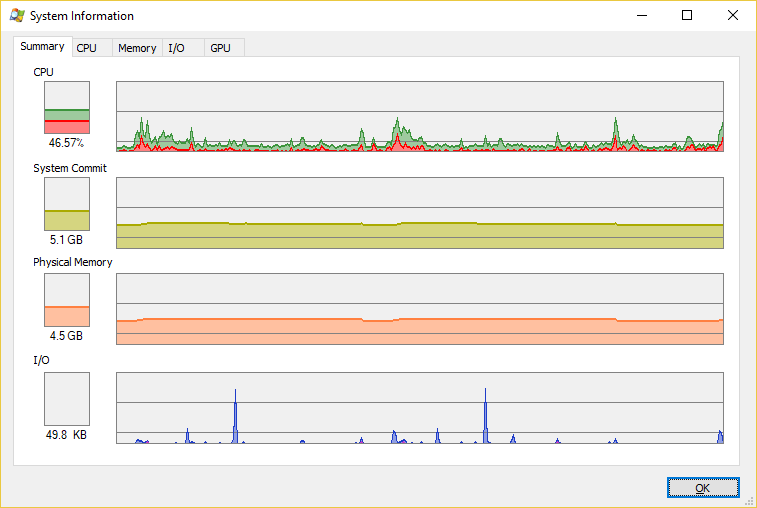 System Information
Summary CPU Memory I/O GPU
CPU
46.57%
System Commit
5.1 GB
Physical Memory
4.5 GB
I/O
49.8 KB
OK